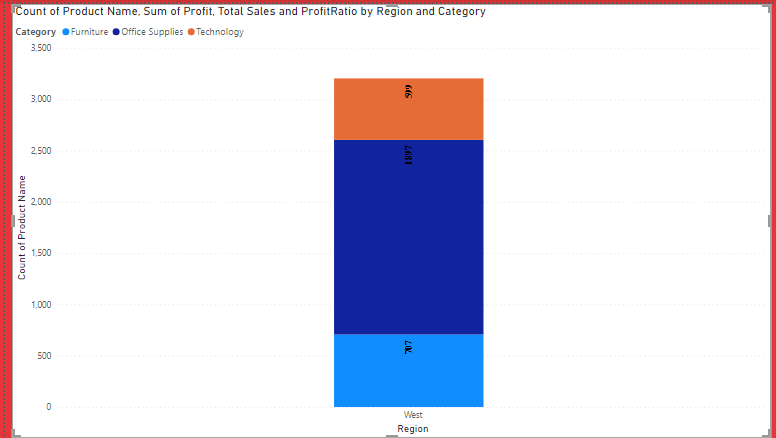 Count of Product Name, Sum of Profit, Total Sales and ProfitRatio by Region and Category
Category Furniture Office Supplies Technology
3,500
3,000
2,500
2,000
1,500
1,000
500
0
Count of Product Name
599
1897
707
West
Region